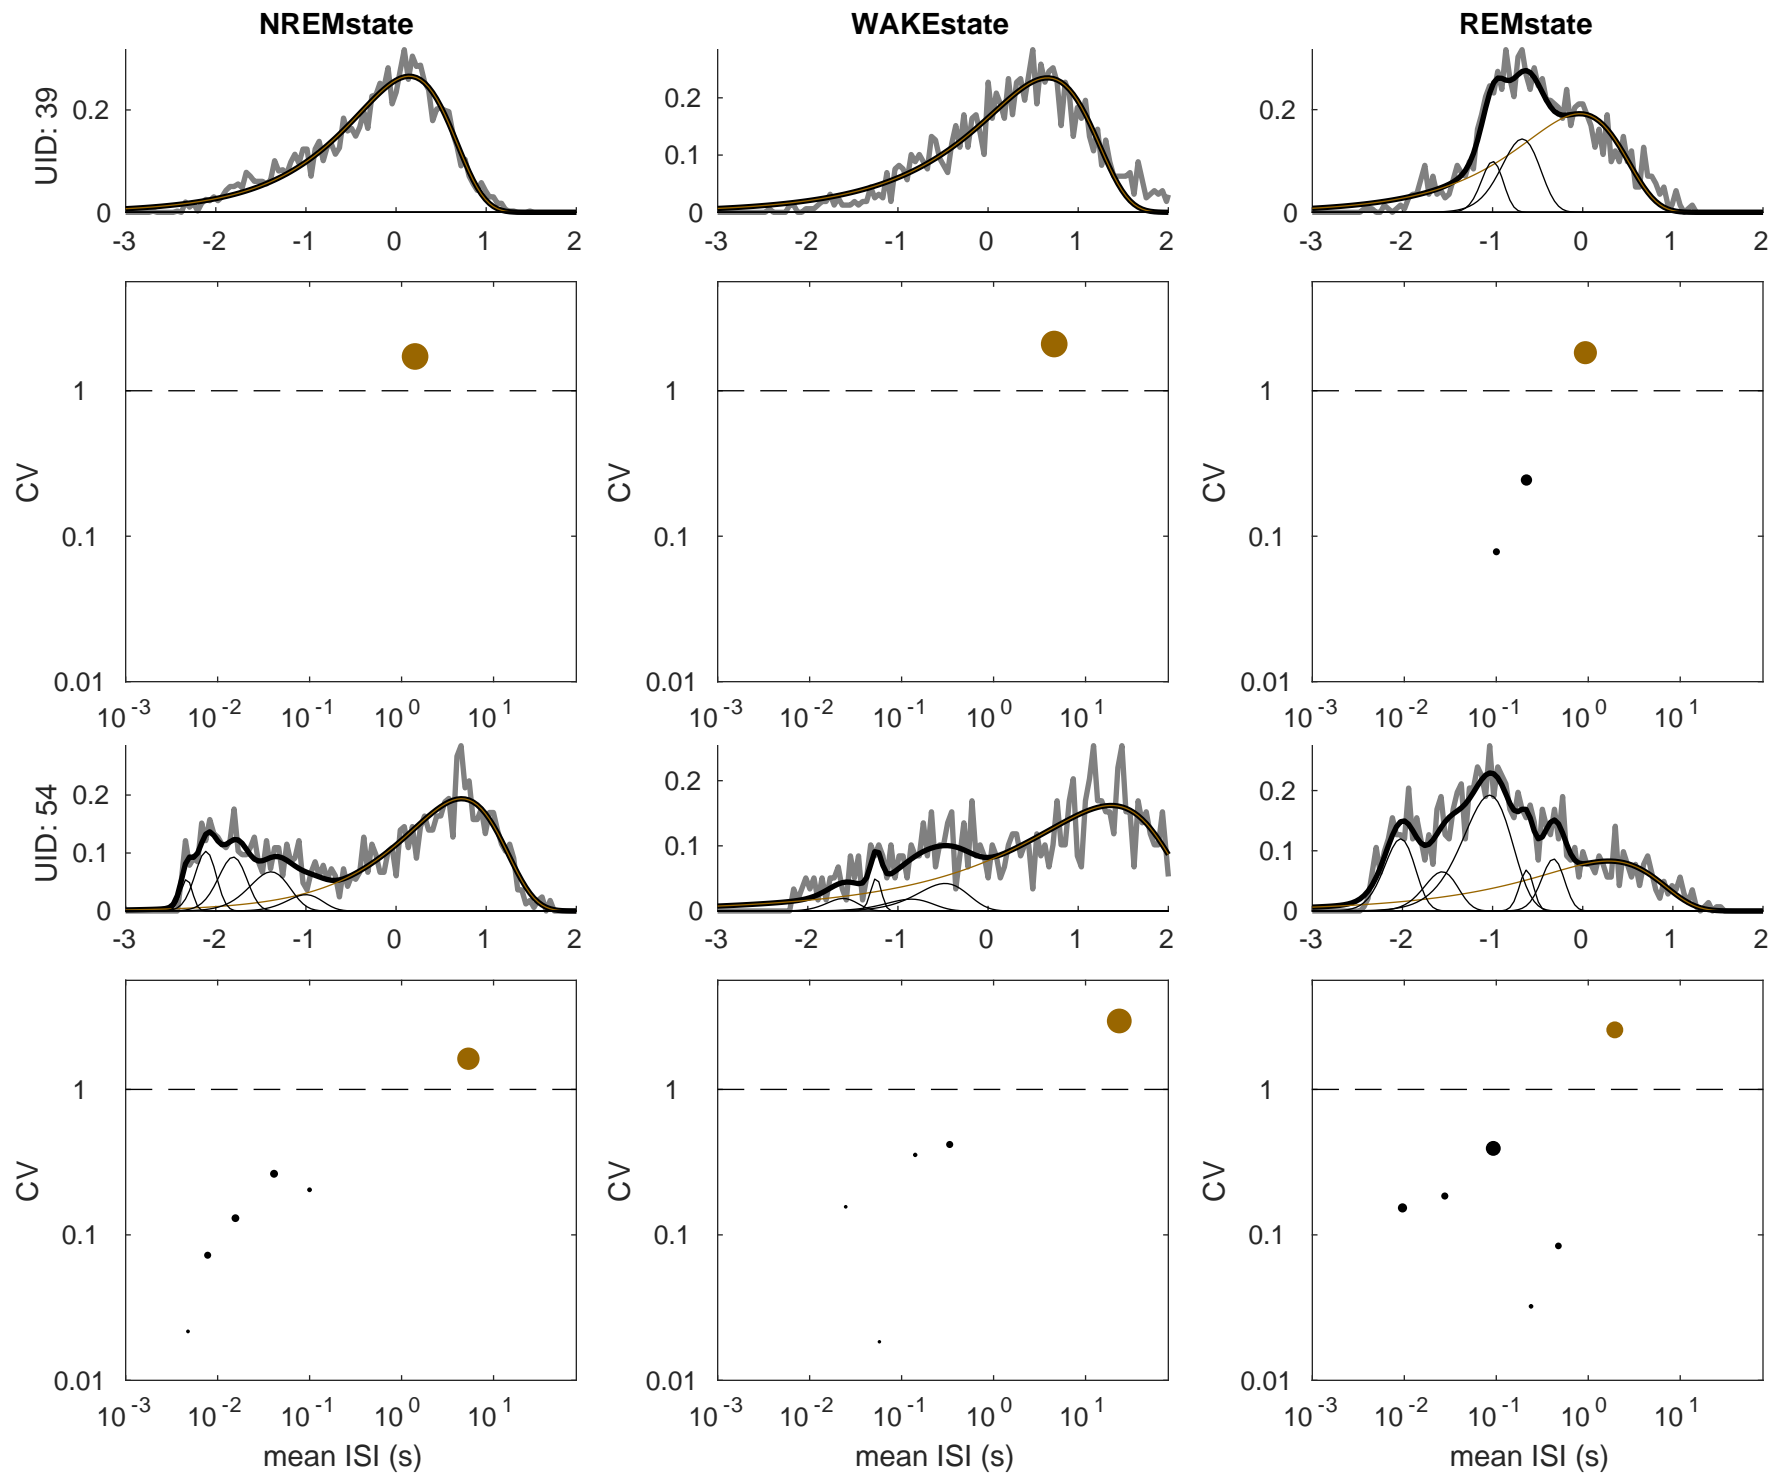 NREMstate WAKEstate REMstate
UID: 39
0.2 0.2 0.2
0.1
0 0 0
-3 -2 -1 0 1 2 -3 -2 -1 0 1 2 -3 -2 -1 0 1 2
CV CV CV
1 1 1
0.1 0.1 0.1
0.01 0.01 0.01
10^-3 10^-2 10^-1 10^0 10^1 10^-3 10^-2 10^-1 10^0 10^1 10^-3 10^-2 10^-1 10^0 10^1
UID: 54
0.2 0.2 0.2
0.1 0.1 0.1
0 0 0
-3 -2 -1 0 1 2 -3 -2 -1 0 1 2 -3 -2 -1 0 1 2
CV CV CV
1 1 1
0.1 0.1 0.1
0.01 0.01 0.01
10^-3 10^-2 10^-1 10^0 10^1 10^-3 10^-2 10^-1 10^0 10^1 10^-3 10^-2 10^-1 10^0 10^1
mean ISI (s) mean ISI (s) mean ISI (s)